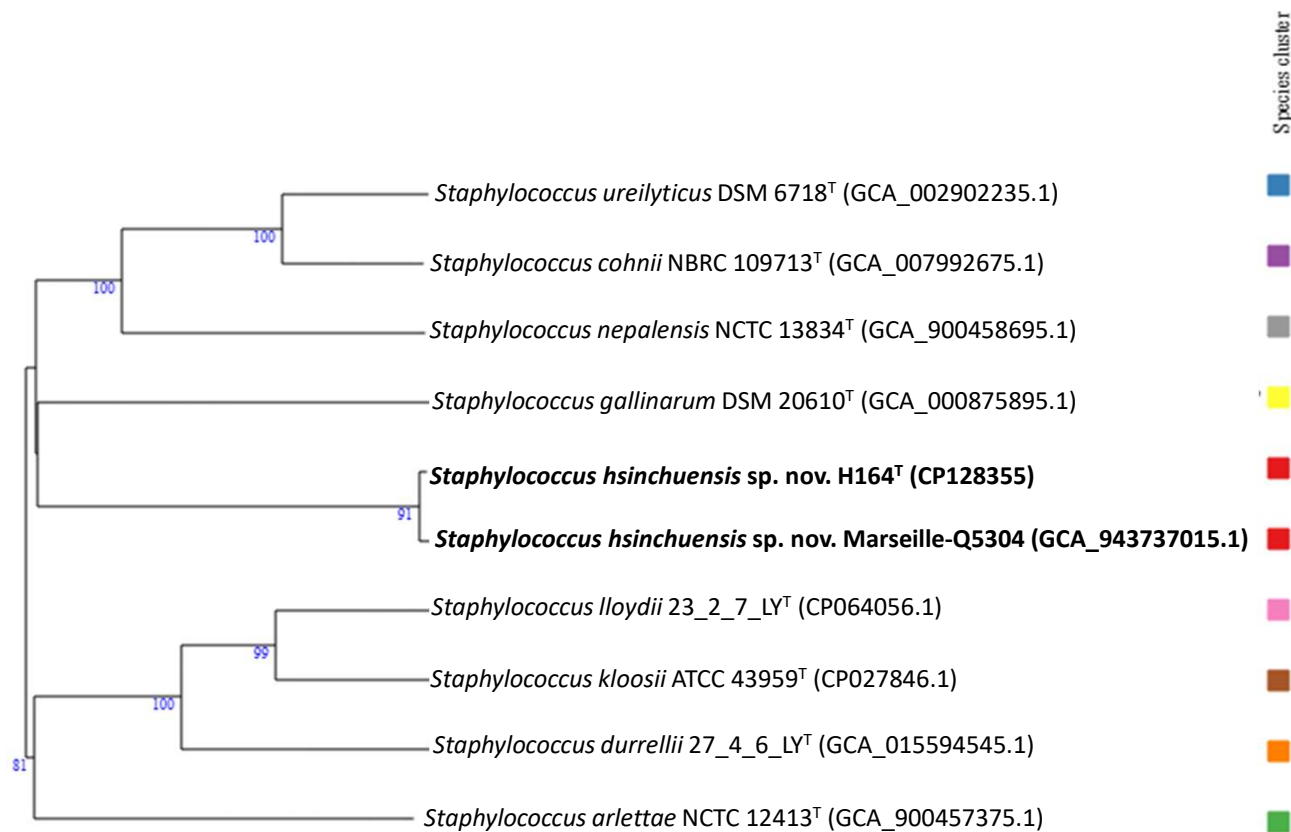 Species cluster
Staphylococcus ureilyticus DSM 6718ᵀ (GCA_002902235.1)
100
Staphylococcus cohnii NBRC 109713ᵀ (GCA_007992675.1)
100
Staphylococcus nepalensis NCTC 13834ᵀ (GCA_900458695.1)
Staphylococcus gallinarum DSM 20610ᵀ (GCA_000875895.1)
Staphylococcus hsinchuensis sp. nov. H164ᵀ (CP128355)
91
Staphylococcus hsinchuensis sp. nov. Marseille-Q5304 (GCA_943737015.1)
Staphylococcus lloydii 23_2_7_LYᵀ (CP064056.1)
99
Staphylococcus kloosii ATCC 43959ᵀ (CP027846.1)
100
Staphylococcus durrellii 27_4_6_LYᵀ (GCA_015594545.1)
81
Staphylococcus arlettae NCTC 12413ᵀ (GCA_900457375.1)